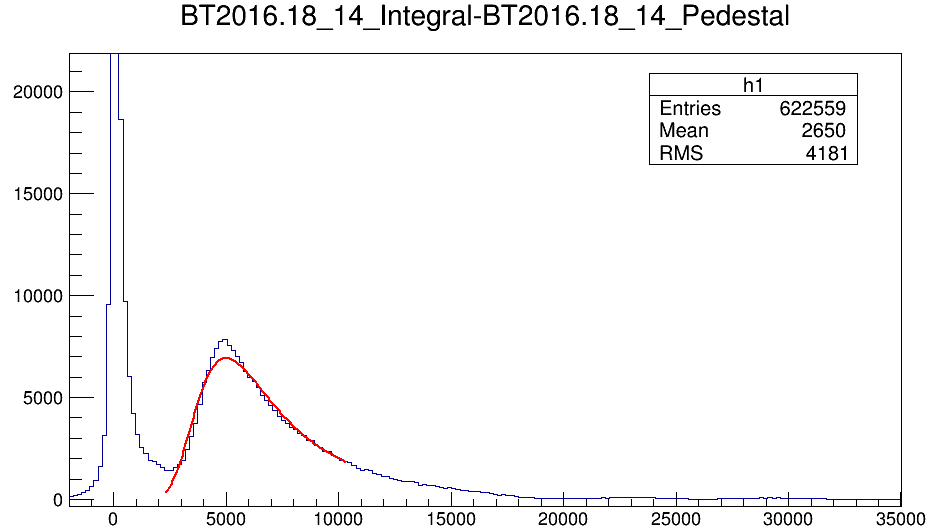 BT2016.18_14_Integral-BT2016.18_14_Pedestal
h1
Entries 622559
Mean 2650
RMS 4181
20000
15000
10000
5000
0
0 5000 10000 15000 20000 25000 30000 35000